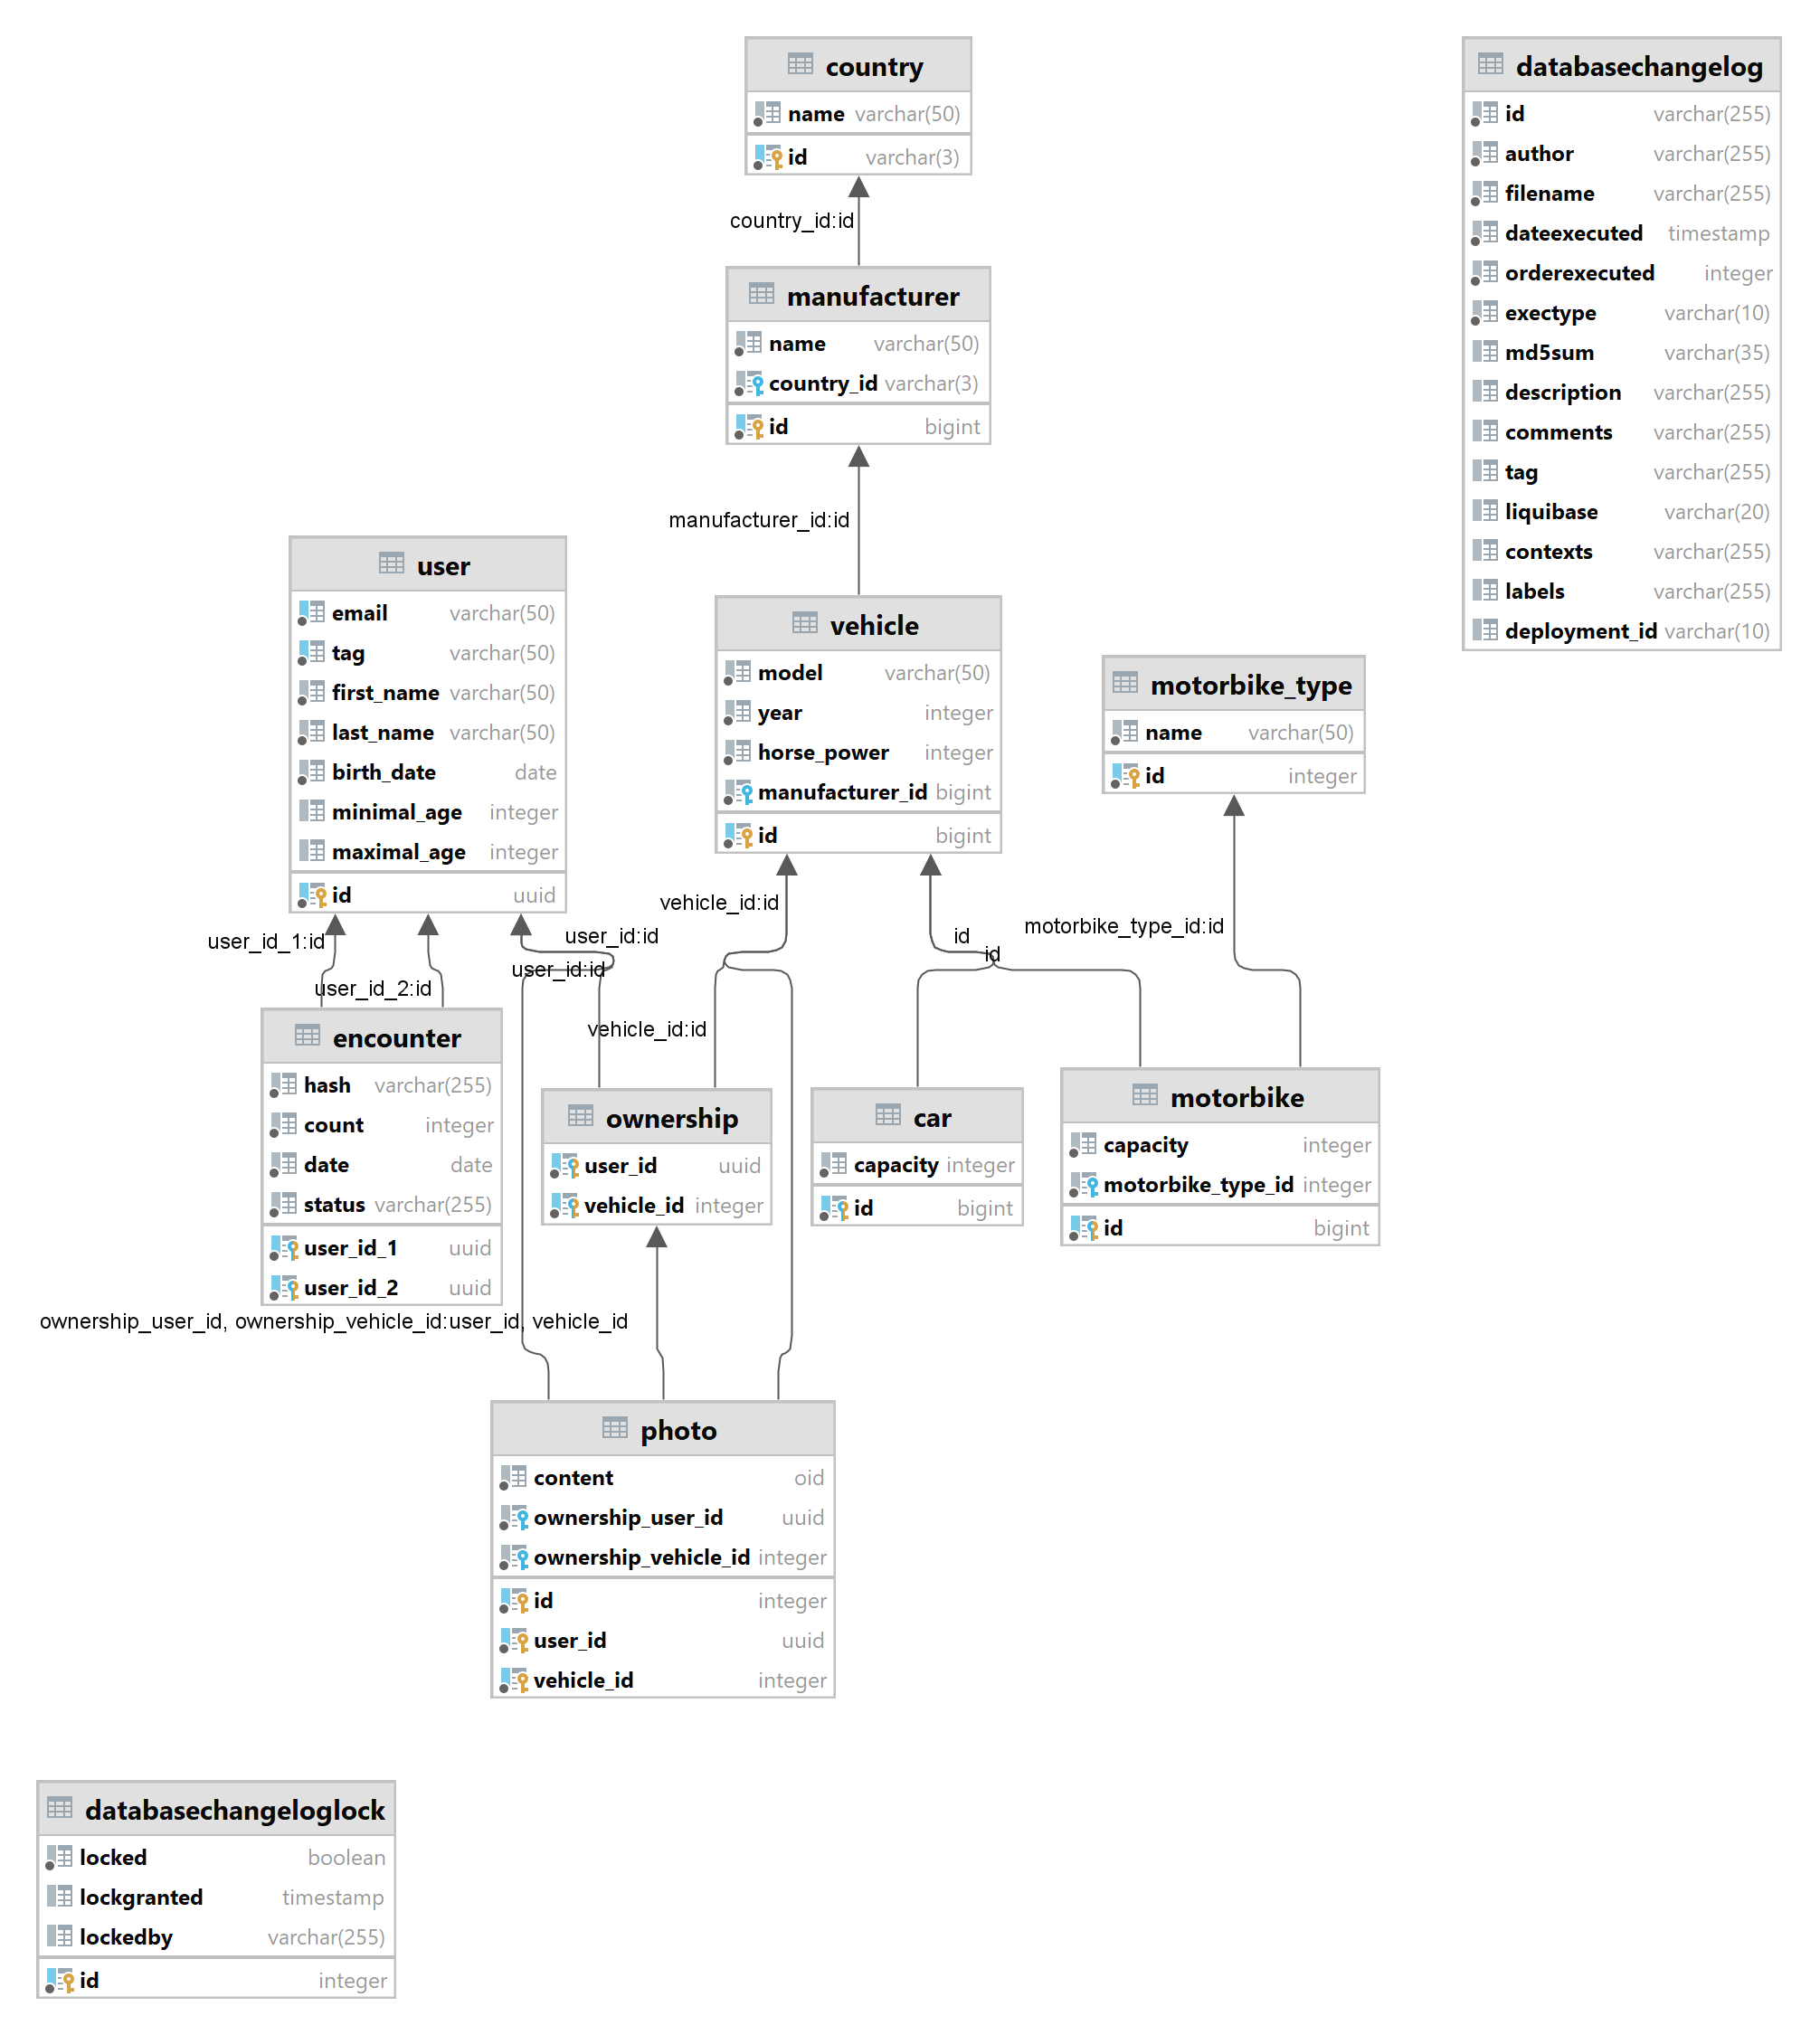 country
name varchar(50)
id varchar(3)
country_id:id
manufacturer
name varchar(50)
country_id varchar(3)
id bigint
manufacturer_id:id
databasechangelog
id varchar(255)
author varchar(255)
filename varchar(255)
dateexecuted timestamp
orderexecuted integer
exectype varchar(10)
md5sum varchar(35)
description varchar(255)
comments varchar(255)
tag varchar(255)
liquibase varchar(20)
contexts varchar(255)
labels varchar(255)
deployment_id varchar(10)
user
email varchar(50)
tag varchar(50)
first_name varchar(50)
last_name varchar(50)
birth_date date
minimal_age integer
maximal_age integer
id uuid
vehicle
model varchar(50)
year integer
horse_power integer
manufacturer_id bigint
id bigint
motorbike_type
name varchar(50)
id integer
user_id_1:id
user_id_2:id
user_id:id
user_id:id
vehicle_id:id
vehicle_id:id
id
id
motorbike_type_id:id
encounter
hash varchar(255)
count integer
date date
status varchar(255)
user_id_1 uuid
user_id_2 uuid
ownership
user_id uuid
vehicle_id integer
car
capacity integer
id bigint
motorbike
capacity integer
motorbike_type_id integer
id bigint
ownership_user_id, ownership_vehicle_id:user_id, vehicle_id
photo
content oid
ownership_user_id uuid
ownership_vehicle_id integer
id integer
user_id uuid
vehicle_id integer
databasechangeloglock
locked boolean
lockgranted timestamp
lockedby varchar(255)
id integer